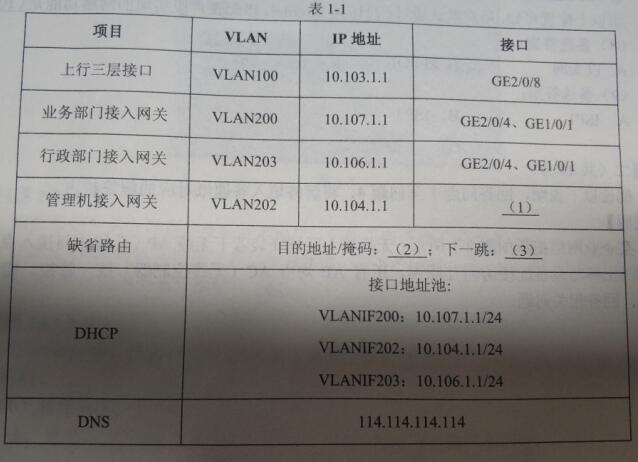 表 1-1
项目 VLAN IP 地址 接口
上行三层接口 VLAN100 10.103.1.1 GE2/0/8
业务部门接入网关 VLAN200 10.107.1.1 GE2/0/4、GE1/0/1
行政部门接入网关 VLAN203 10.106.1.1 GE2/0/4、GE1/0/1
管理机接入网关 VLAN202 10.104.1.1 （1）
缺省路由 目的地址/掩码：（2）；下一跳：（3）
DHCP
接口地址池:
VLANIF200：10.107.1.1/24
VLANIF202：10.104.1.1/24
VLANIF203：10.106.1.1/24
DNS 114.114.114.114